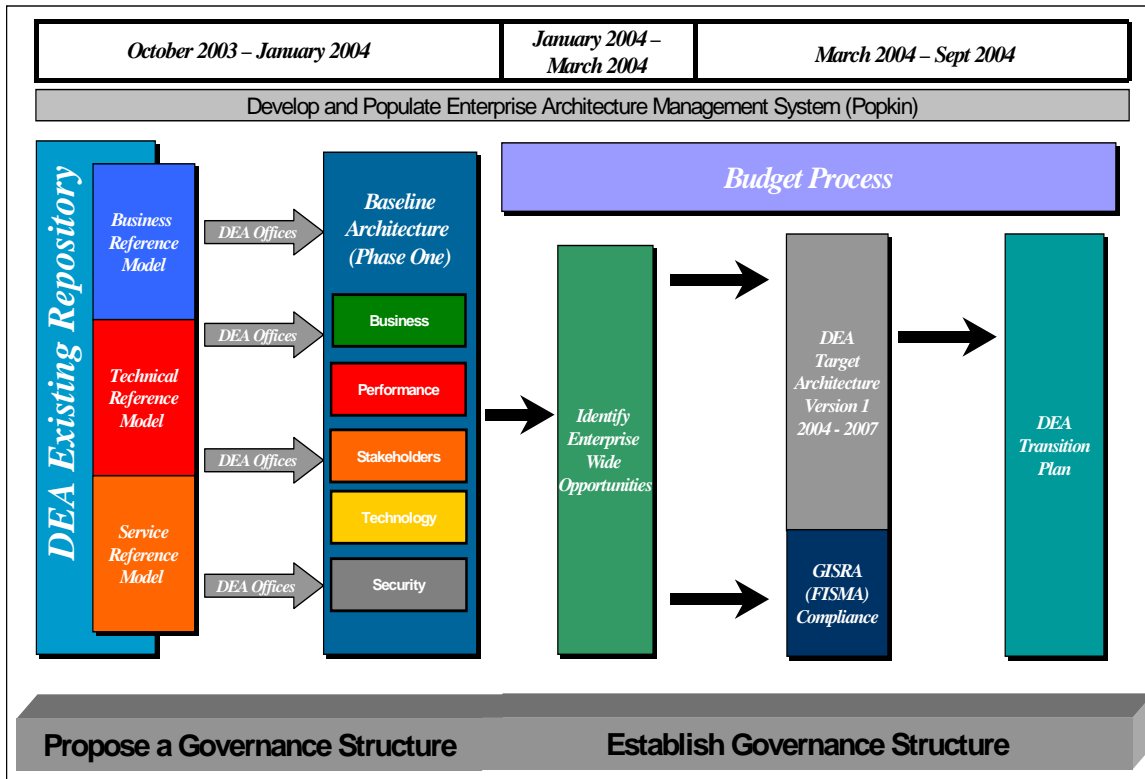 October 2003 – January 2004
January 2004 –
March 2004
March 2004 – Sept 2004
Develop and Populate Enterprise Architecture Management System (Popkin)
DEA Existing Repository
Business
Reference
Model
Technical
Reference
Model
Service
Reference
Model
DEA Offices
DEA Offices
DEA Offices
DEA Offices
Baseline
Architecture
(Phase One)
Business
Performance
Stakeholders
Technology
Security
Budget Process
Identify
Enterprise
Wide
Opportunities
DEA
Target
Architecture
Version 1
2004 - 2007
GISRA
(FISMA)
Compliance
DEA
Transition
Plan
Propose a Governance Structure
Establish Governance Structure